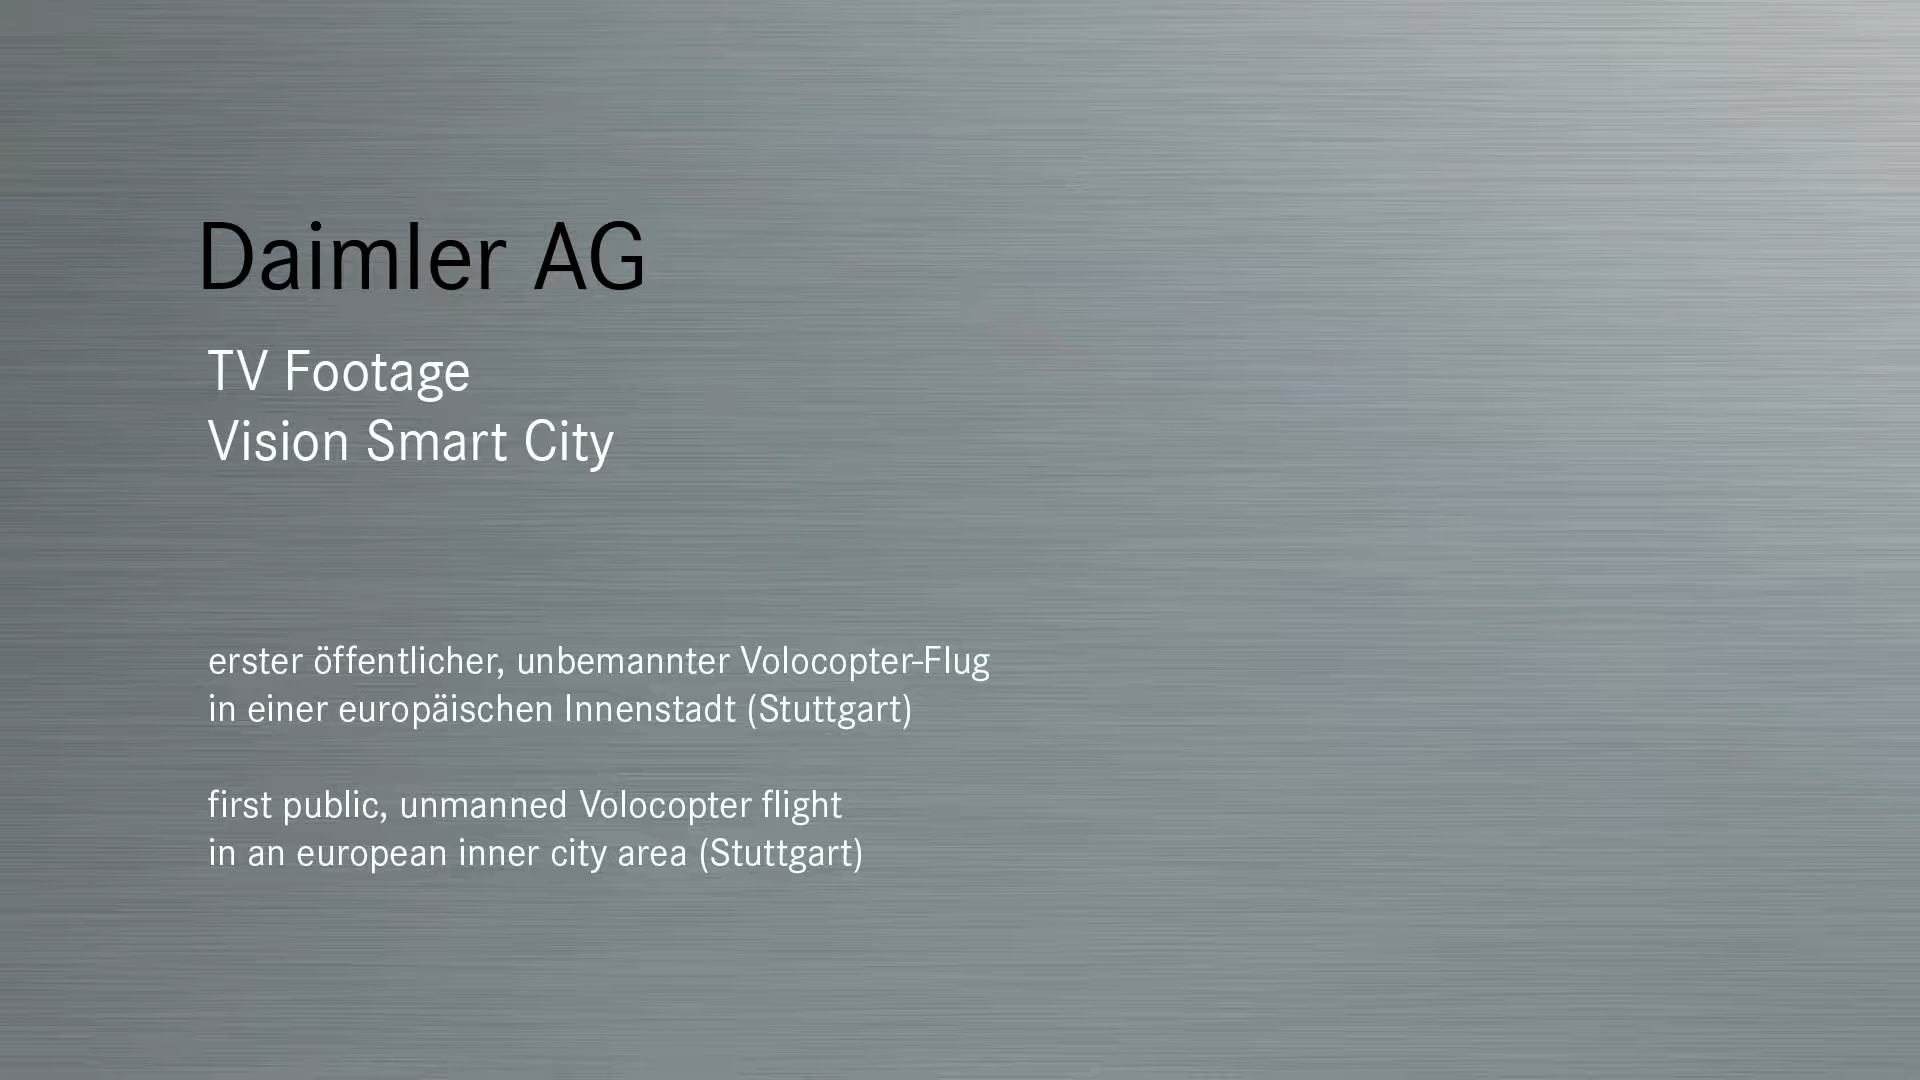 Daimler AG
TV Footage
Vision Smart City
erster öffentlicher, unbemannter Volocopter-Flug
in einer europäischen Innenstadt (Stuttgart)
first public, unmanned Volocopter flight
in an european inner city area (Stuttgart)